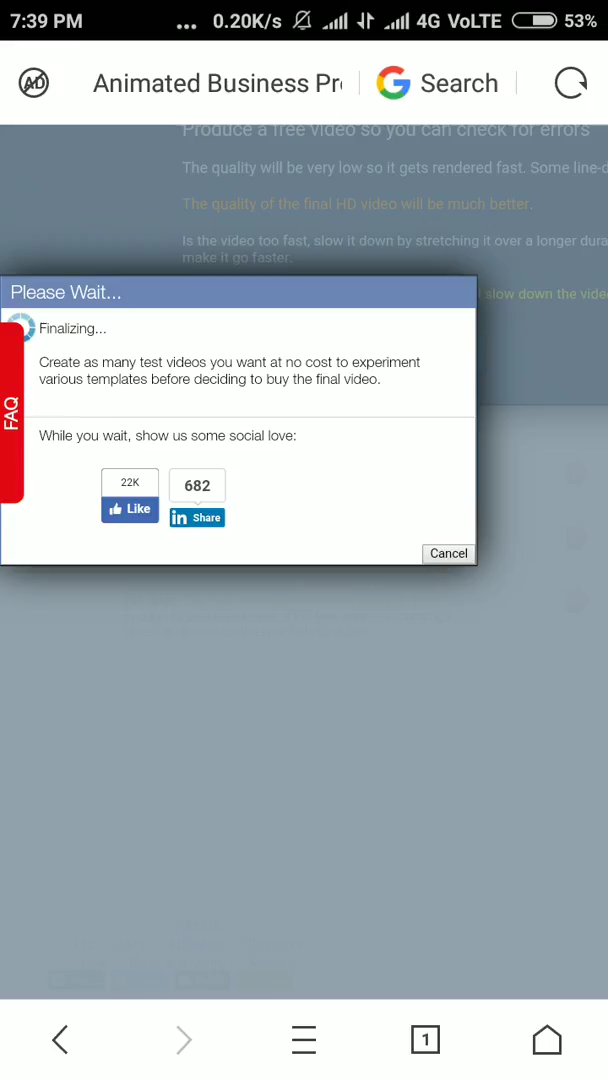 7:39 PM ... 0.20K/s 4G VoLTE 53%
AD Animated Business Pr Search
Produce a free video so you can check for errors
The quality will be very low so it gets rendered fast. Some line-
The quality of the final HD video will be much better.
Is the video too fast, slow it down by stretching it over a longer dura
make it go faster.
slow down the video
Please Wait...
Finalizing...
Create as many test videos you want at no cost to experiment
various templates before deciding to buy the final video.
FAQ
While you wait, show us some social love:
22K 682
Like in Share
Cancel
1